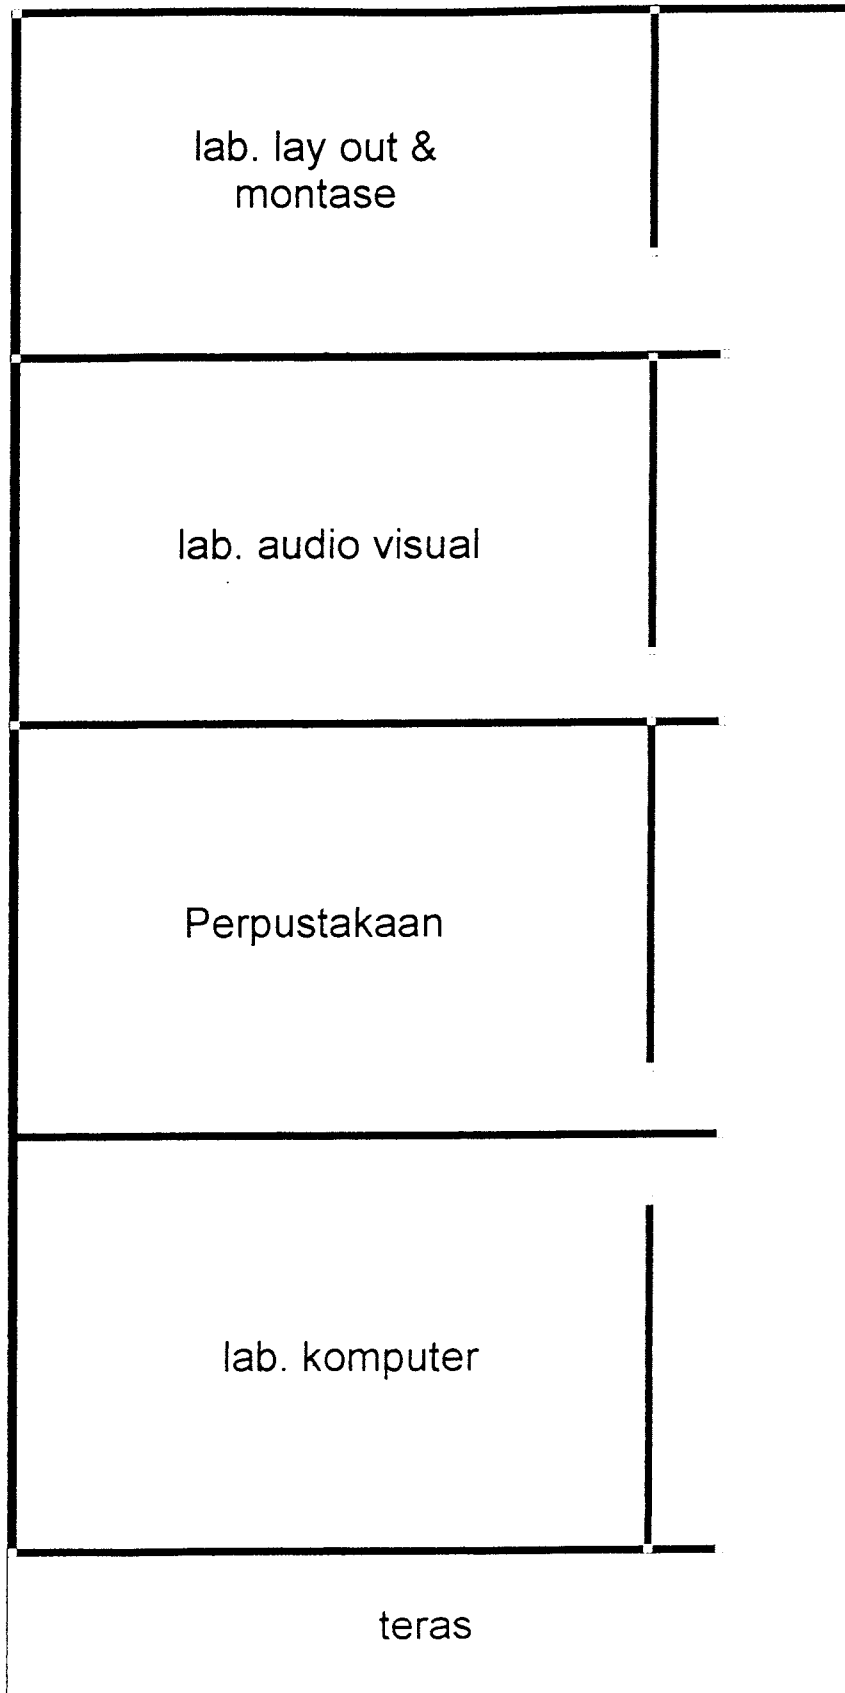 lab. lay out &
montase
lab. audio visual
Perpustakaan
lab. komputer
teras